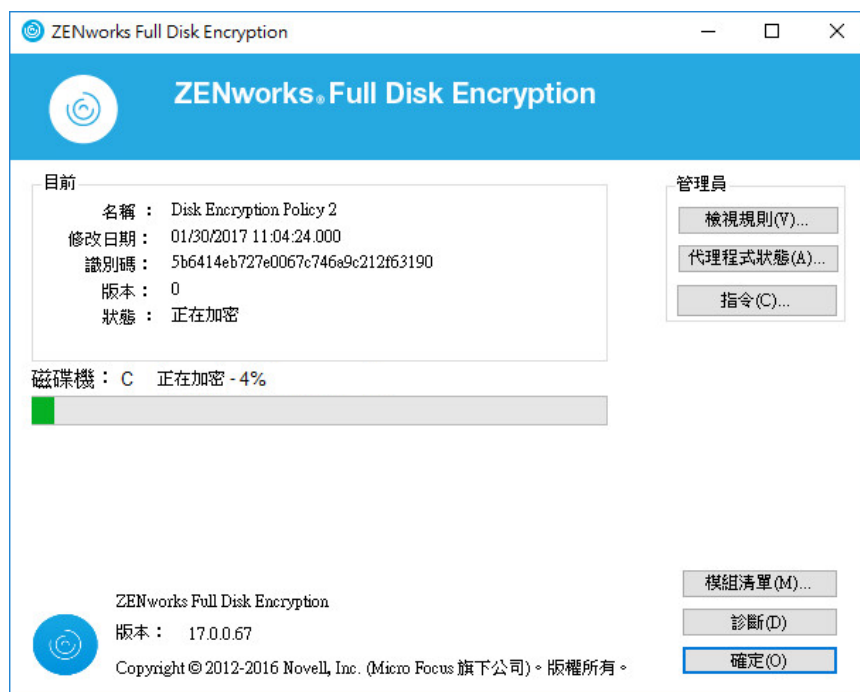 ZENworks Full Disk Encryption
ZENworks® Full Disk Encryption
目前
名稱： Disk Encryption Policy 2
修改日期： 01/30/2017 11:04:24.000
識別碼： 5b6414eb727e0067c746a9c212f63190
版本： 0
狀態： 正在加密
管理員
檢視規則(V)...
代理程式狀態(A)...
指令(C)...
磁碟機： C 正在加密 - 4%
ZENworks Full Disk Encryption
版本： 17.0.0.67
Copyright © 2012-2016 Novell, Inc. (Micro Focus 旗下公司)。版權所有。
模組清單(M)...
診斷(D)
確定(O)